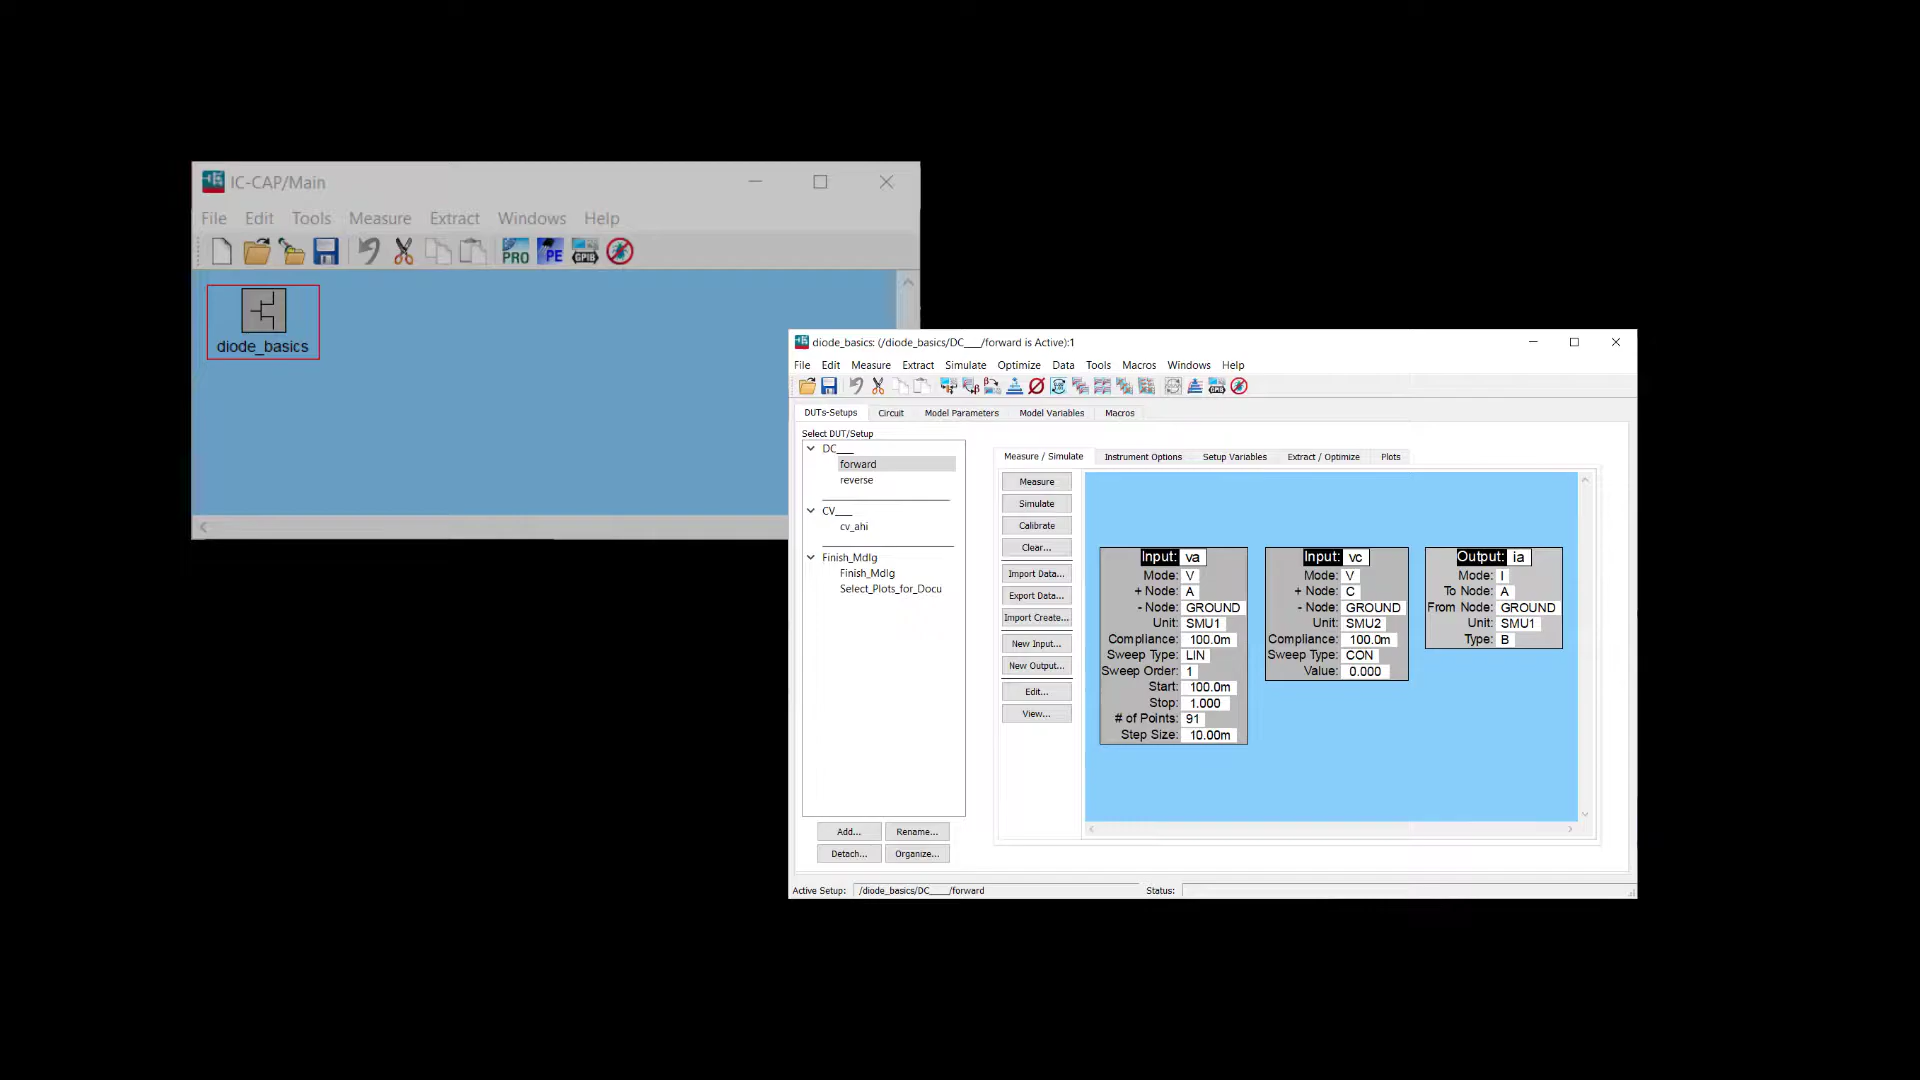 IC-CAP/Main
File Edit Tools Measure Extract Windows Help
PRO PE GPIB
diode_basics
diode_basics: (/diode_basics/DC___/forward is Active):1
File Edit Measure Extract Simulate Optimize Data Tools Macros Windows Help
DUTs-Setups Circuit Model Parameters Model Variables Macros
Select DUT/Setup
DC___
forward
reverse
CV___
cv_ahi
Finish_Mdlg
Finish_Mdlg
Select_Plots_for_Docu
Add... Rename...
Detach... Organize...
Measure / Simulate Instrument Options Setup Variables Extract / Optimize Plots
Measure
Simulate
Calibrate
Clear...
Import Data...
Export Data...
Import Create...
New Input...
New Output...
Edit...
View...
Input: va
Mode: V
+ Node: A
- Node: GROUND
Unit: SMU1
Compliance: 100.0m
Sweep Type: LIN
Sweep Order: 1
Start: 100.0m
Stop: 1.000
# of Points: 91
Step Size: 10.00m
Input: vc
Mode: V
+ Node: C
- Node: GROUND
Unit: SMU2
Compliance: 100.0m
Sweep Type: CON
Value: 0.000
Output: ia
Mode: I
To Node: A
From Node: GROUND
Unit: SMU1
Type: B
Active Setup: /diode_basics/DC____/forward Status: